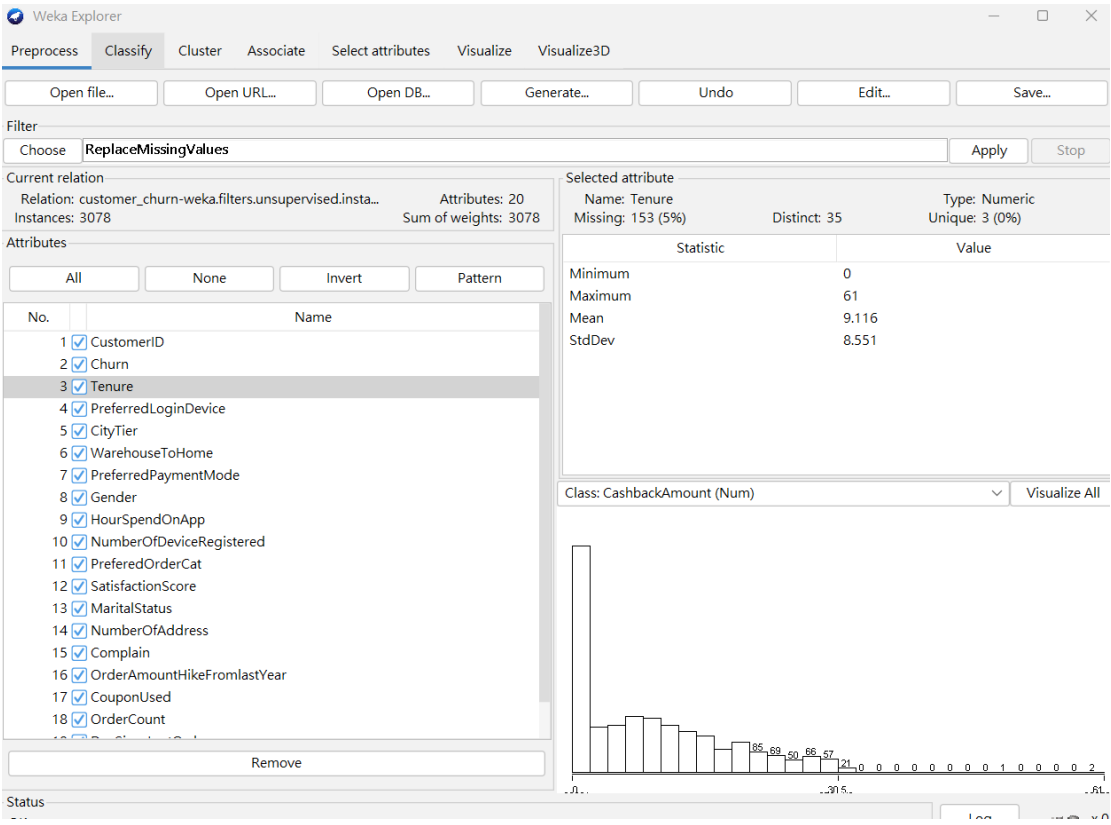 Weka Explorer
Preprocess Classify Cluster Associate Select attributes Visualize Visualize3D
Open file... Open URL... Open DB... Generate... Undo Edit... Save...
Filter
Choose ReplaceMissingValues Apply Stop
Current relation
Relation: customer_churn-weka.filters.unsupervised.insta... Attributes: 20
Instances: 3078 Sum of weights: 3078
Attributes
All None Invert Pattern
No. Name
1 CustomerID
2 Churn
3 Tenure
4 PreferredLoginDevice
5 CityTier
6 WarehouseToHome
7 PreferredPaymentMode
8 Gender
9 HourSpendOnApp
10 NumberOfDeviceRegistered
11 PreferedOrderCat
12 SatisfactionScore
13 MaritalStatus
14 NumberOfAddress
15 Complain
16 OrderAmountHikeFromlastYear
17 CouponUsed
18 OrderCount
Remove
Selected attribute
Name: Tenure Type: Numeric
Missing: 153 (5%) Distinct: 35 Unique: 3 (0%)
Statistic Value
Minimum 0
Maximum 61
Mean 9.116
StdDev 8.551
Class: CashbackAmount (Num) Visualize All
85 69 50 66 57 21 0 0 0 0 0 0 0 0 1 0 0 0 0 2
0 30.5 61
Status
Log x 0